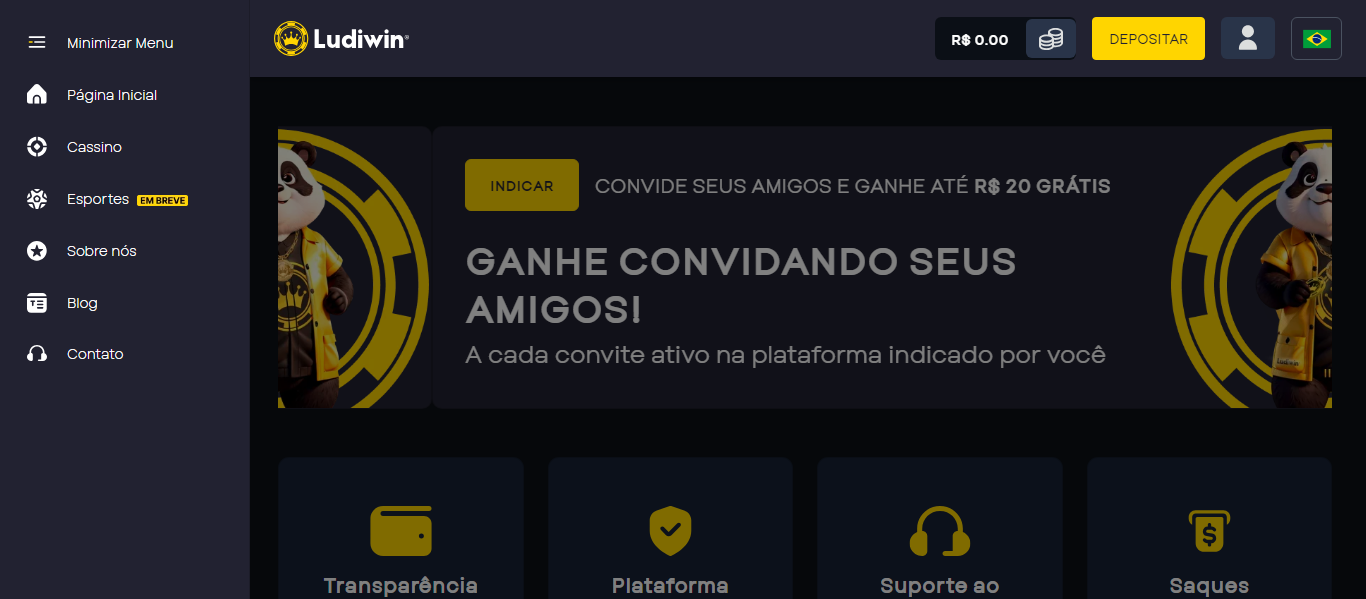 Minimizar Menu
Página Inicial
Cassino
Esportes EM BREVE
Sobre nós
Blog
Contato
Ludiwin®
R$ 0.00
DEPOSITAR
INDICAR
CONVIDE SEUS AMIGOS E GANHE ATÉ R$ 20 GRÁTIS
GANHE CONVIDANDO SEUS
AMIGOS!
A cada convite ativo na plataforma indicado por você
Ludiwin
Transparência
Plataforma
Suporte ao
Saques